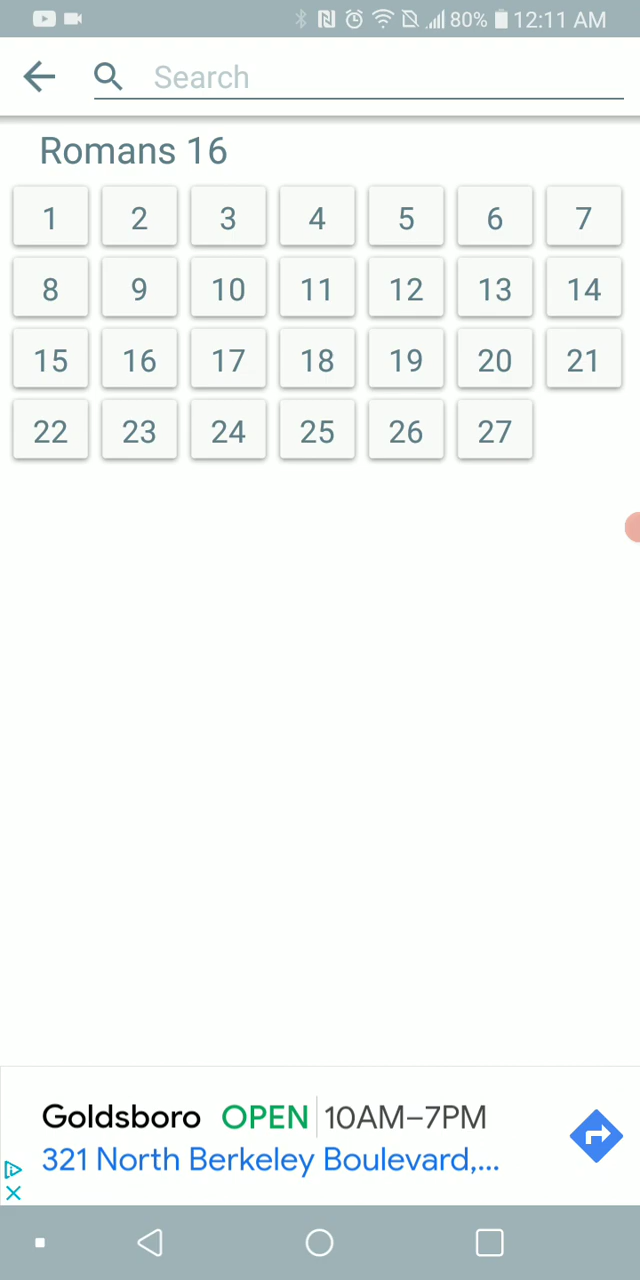 80% 12:11 AM
Search
Romans 16
1 2 3 4 5 6 7
8 9 10 11 12 13 14
15 16 17 18 19 20 21
22 23 24 25 26 27
Goldsboro OPEN 10AM–7PM
321 North Berkeley Boulevard,...